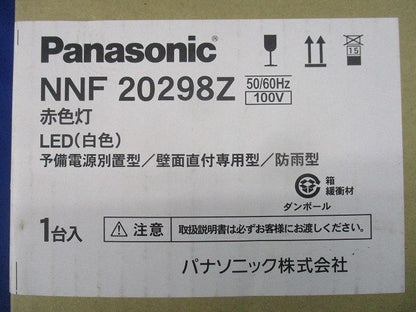 Panasonic®
NNF 20298Z 50/60Hz 100V
赤色灯
LED(白色)
予備電源別置型/壁面直付専用型/防雨型
15
箱
緩衝材
ダンボール
1台入
注意 取扱説明書は必ずお客様にお渡しください。
パナソニック株式会社